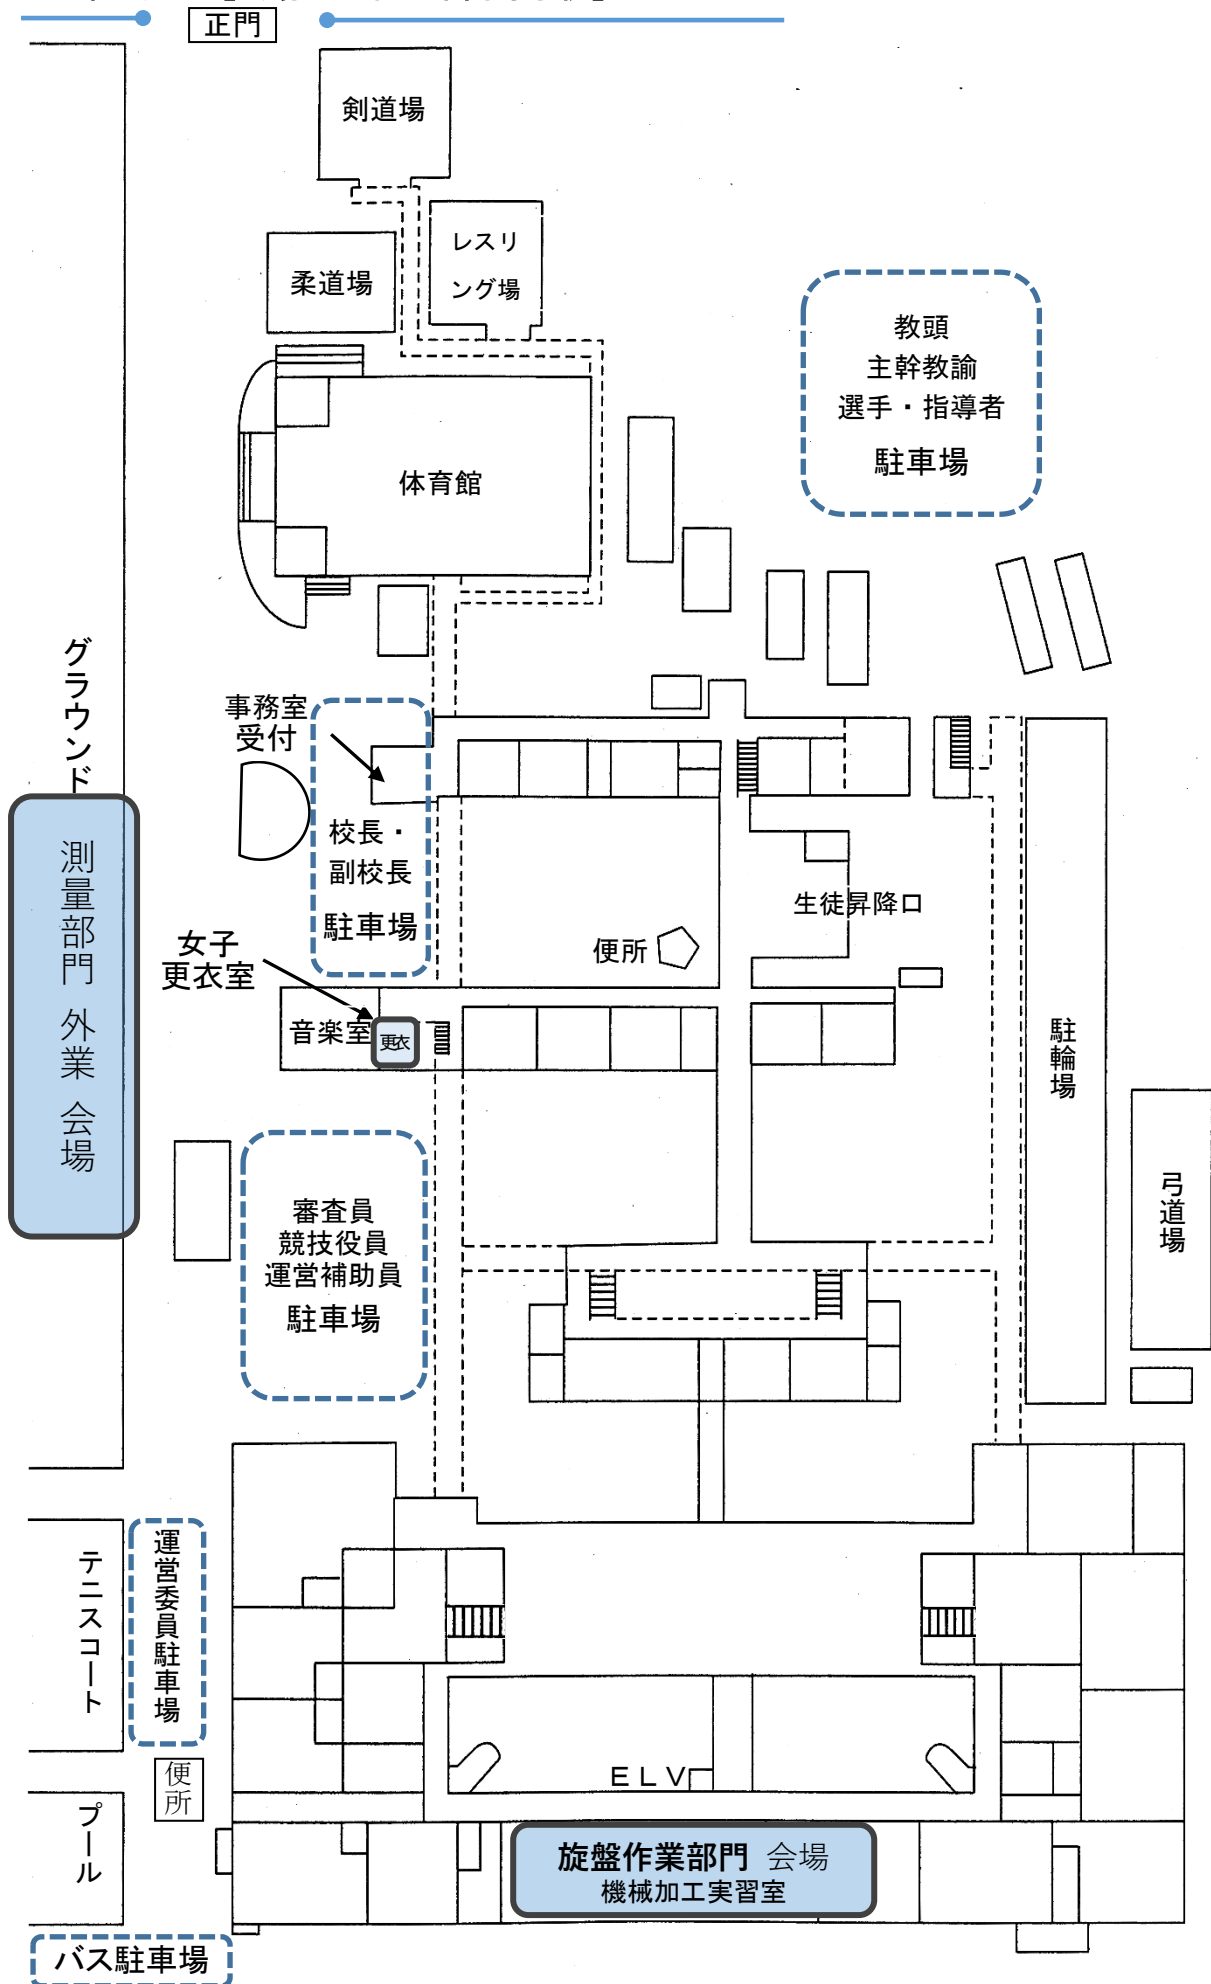 正門
剣道場
レスリ
ング場
柔道場
教頭
主幹教諭
選手・指導者
駐車場
体育館
グラウンド
事務室
受付
校長・
副校長
駐車場
測量部門 外業 会場
生徒昇降口
便所
女子
更衣室
音楽室
更衣
駐輪場
弓道場
審査員
競技役員
運営補助員
駐車場
テニスコート
運営委員駐車場
便所
ELV
プール
旋盤作業部門 会場
機械加工実習室
バス駐車場